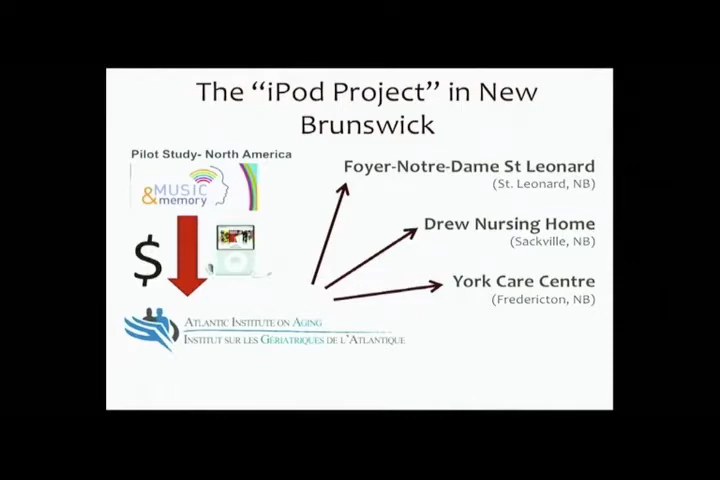 The “iPod Project” in New
Brunswick
Pilot Study- North America
MUSIC
& memory
$
Foyer-Notre-Dame St Leonard
(St. Leonard, NB)
Drew Nursing Home
(Sackville, NB)
York Care Centre
(Fredericton, NB)
ATLANTIC INSTITUTE ON AGING
INSTITUT SUR LES GÉRIATRIQUES DE L’ATLANTIQUE